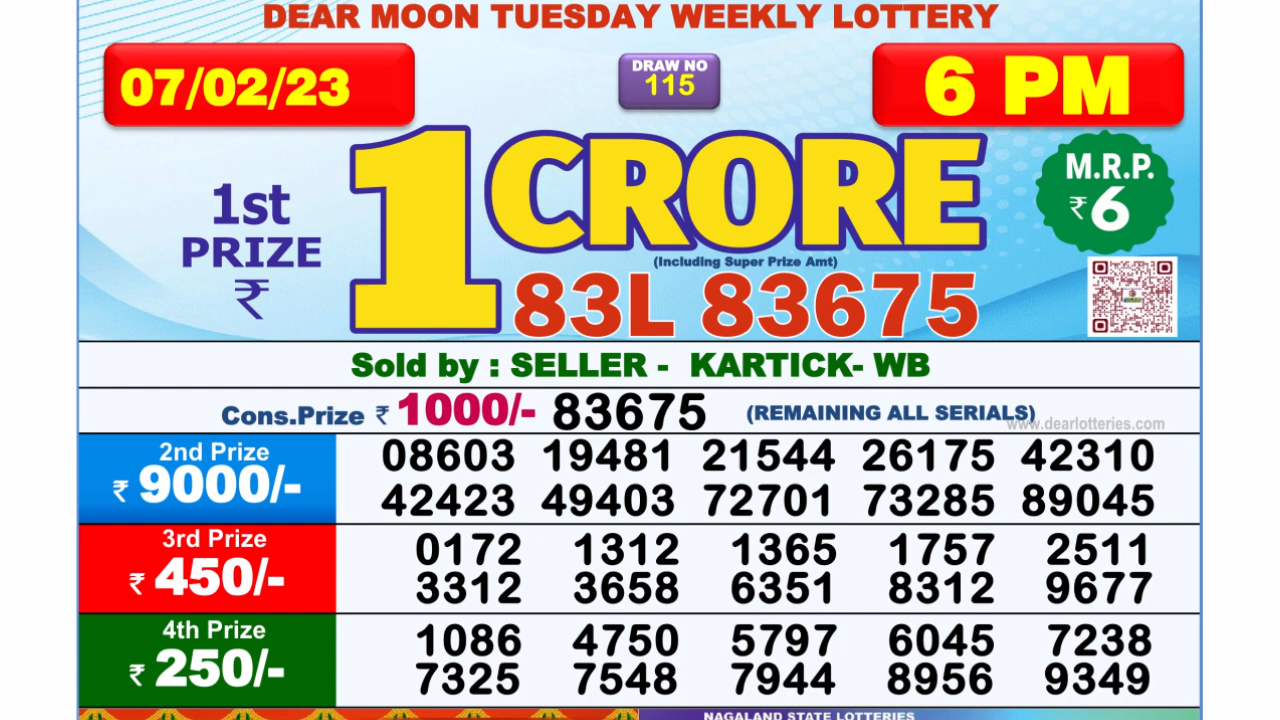 DEAR MOON TUESDAY WEEKLY LOTTERY
07/02/23
DRAW NO
115
6 PM
1st
PRIZE
₹
1 CRORE
(Including Super Prize Amt)
83L 83675
M.R.P.
₹6
Sold by : SELLER - KARTICK- WB
Cons.Prize ₹ 1000/- 83675 (REMAINING ALL SERIALS)
www.dearlotteries.com
2nd Prize
₹ 9000/-
08603 19481 21544 26175 42310
42423 49403 72701 73285 89045
3rd Prize
₹ 450/-
0172 1312 1365 1757 2511
3312 3658 6351 8312 9677
4th Prize
₹ 250/-
1086 4750 5797 6045 7238
7325 7548 7944 8956 9349
NAGALAND STATE LOTTERIES